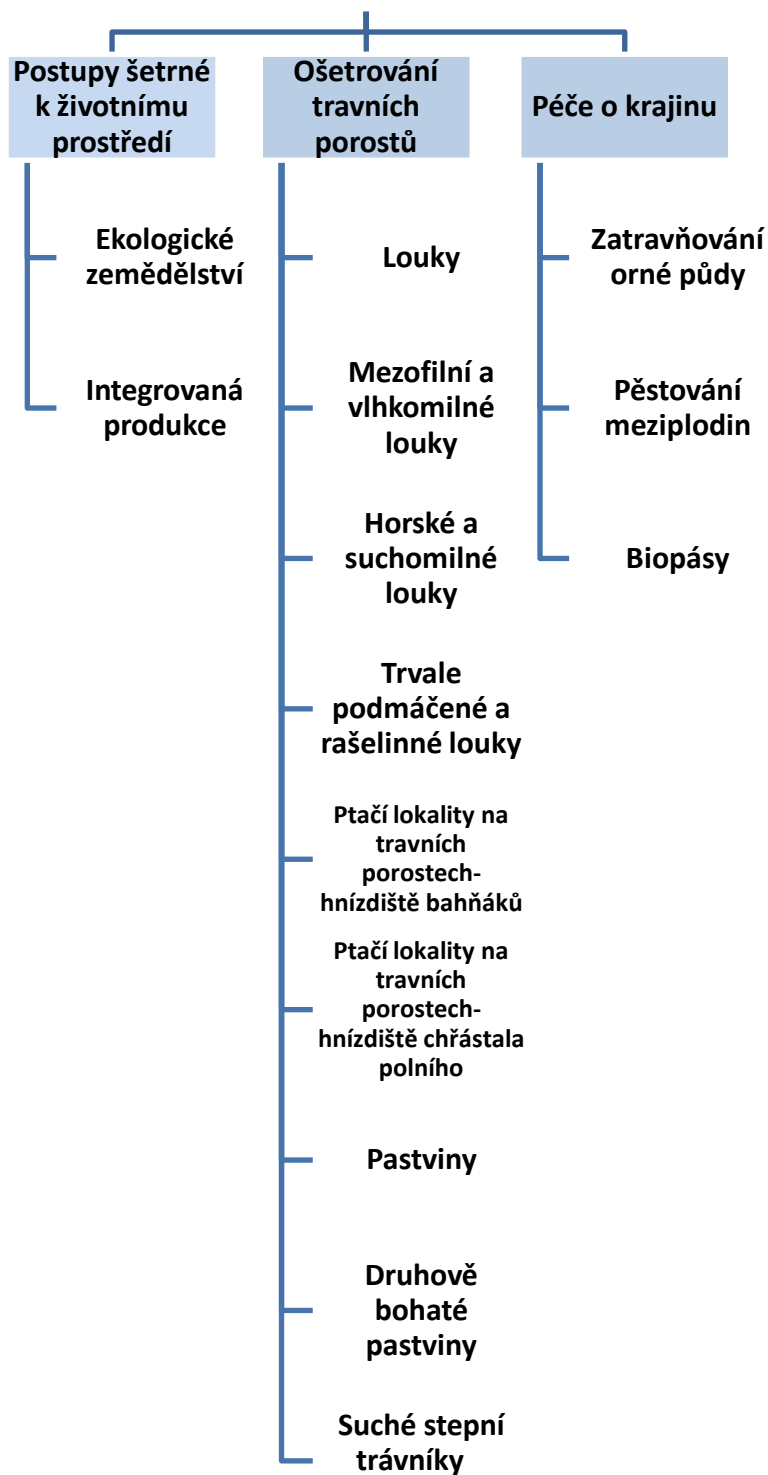 Postupy šetrné
k životnímu
prostředí
Ekologické
zemědělství
Integrovaná
produkce
Ošetrování
travních
porostů
Louky
Mezofilní a
vlhkomilné
louky
Horské a
suchomilné
louky
Trvale
podmáčené a
rašelinné louky
Ptačí lokality na
travních
porostech-
hnízdiště bahňáků
Ptačí lokality na
travních
porostech-
hnízdiště chřástala
polního
Pastviny
Druhově
bohaté
pastviny
Suché stepní
trávníky
Péče o krajinu
Zatravňování
orné půdy
Pěstování
meziplodin
Biopásy